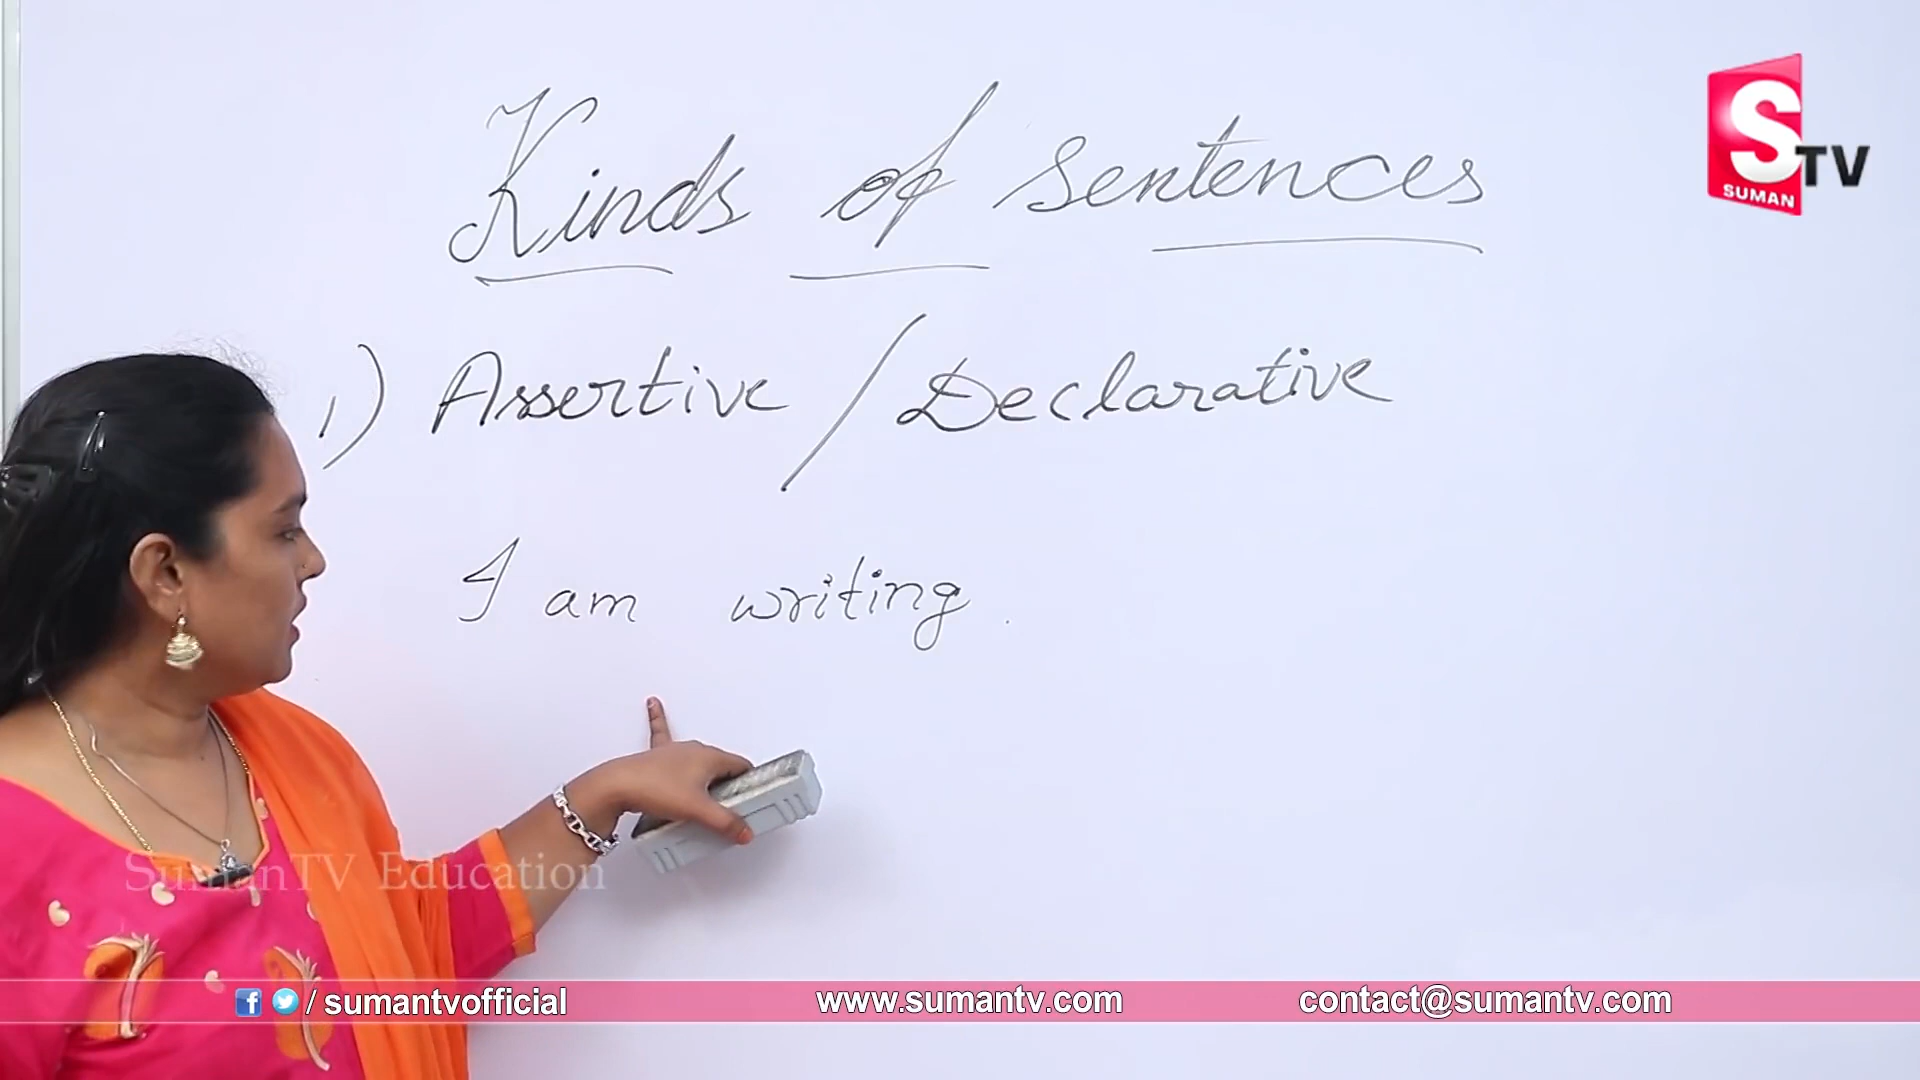 Kinds of Sentences
S
TV
SUMAN
1) Assertive / Declarative
I am writing.
SumanTV Education
f / sumantvofficial
www.sumantv.com
contact@sumantv.com